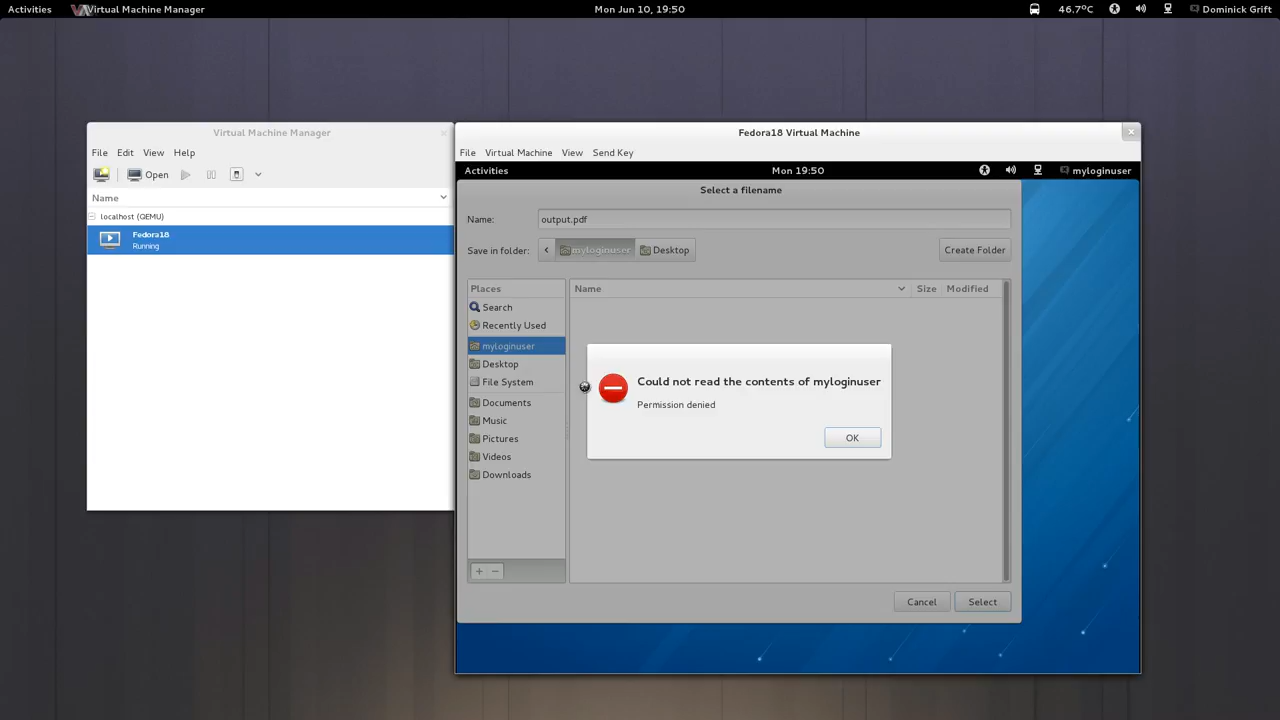 Activities Virtual Machine Manager Mon Jun 10, 19:50 46.7°C Dominick Grift
Virtual Machine Manager
File Edit View Help
Open
Name
localhost (QEMU)
Fedora18
Running
Fedora18 Virtual Machine
File Virtual Machine View Send Key
Activities Mon 19:50 myloginuser
Select a filename
Name: output.pdf
Save in folder: myloginuser Desktop Create Folder
Places Name Size Modified
Search
Recently Used
myloginuser
Desktop
File System
Documents
Music
Pictures
Videos
Downloads
Could not read the contents of myloginuser
Permission denied
OK
Cancel Select